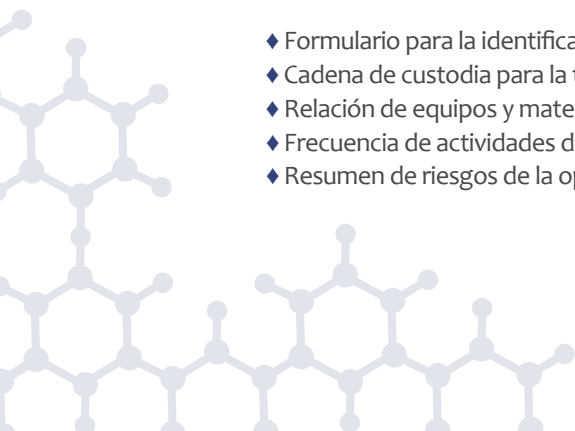 ♦ Formulario para la identifica
♦ Cadena de custodia para la
♦ Relación de equipos y mate
♦ Frecuencia de actividades d
♦ Resumen de riesgos de la op